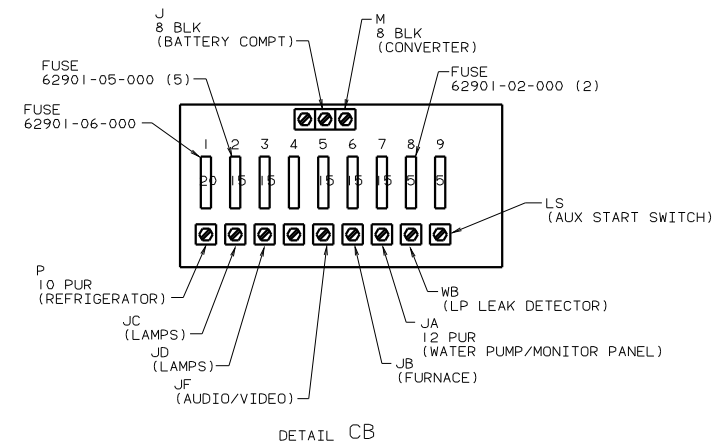 J
8 BLK
(BATTERY COMPT)
M
8 BLK
(CONVERTER)
FUSE
62901-05-000 (5)
FUSE
62901-02-000 (2)
FUSE
62901-06-000
1 2 3 4 5 6 7 8 9
20 15 15 15 15 15 5 5
LS
(AUX START SWITCH)
P
10 PUR
(REFRIGERATOR)
WB
(LP LEAK DETECTOR)
JC
(LAMPS)
JA
12 PUR
(WATER PUMP/MONITOR PANEL)
JD
(LAMPS)
JB
(FURNACE)
JF
(AUDIO/VIDEO)
DETAIL CB